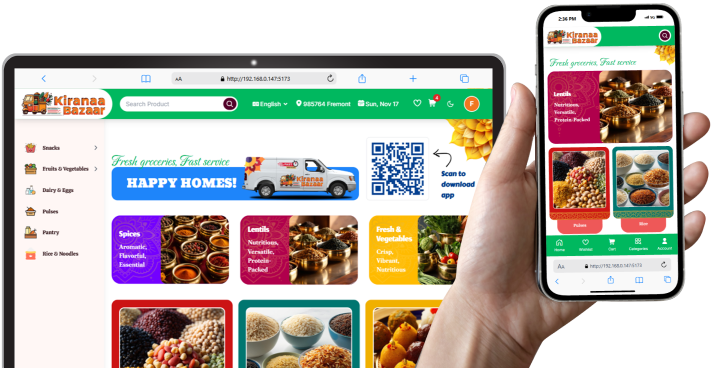 AA
http://192.168.0.147:5173
Kiranaa
Bazaar
Search Product
English
985764 Fremont
Sun, Nov 17
4
F
Snacks
Fruits & Vegetables
Dairy & Eggs
Pulses
Pantry
Rice & Noodles
Fresh groceries, Fast service
HAPPY HOMES!
Kiranaa
Bazaar
Scan to
download
app
Spices
Aromatic,
Flavorful,
Essential
Lentils
Nutritious,
Versatile,
Protein-
Packed
Fresh &
Vegetables
Crisp,
Vibrant,
Nutritious
2:36 PM
Kiranaa
Bazaar
Fresh groceries, Fast service
Lentils
Nutritious,
Versatile,
Protein-Packed
Pulses
Rice
Home
Wishlist
Cart
Categories
Account
AA
http://192.168.0.147:5173